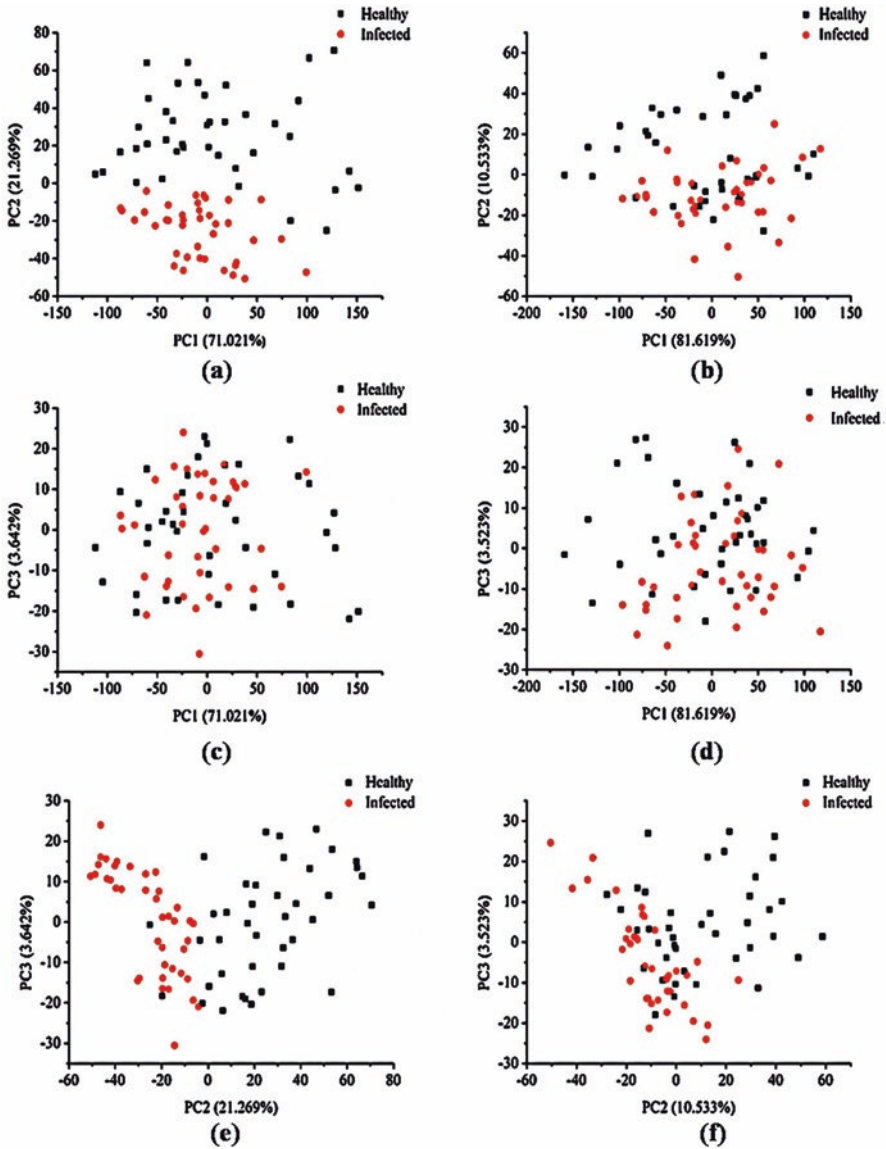 Healthy
Infected
80
60
40
20
0
-20
-40
-60
-150 -100 -50 0 50 100 150
PC2 (21.269%)
PC1 (71.021%)
(a)
Healthy
Infected
80
60
40
20
0
-20
-40
-60
-200 -150 -100 -50 0 50 100 150
PC2 (10.533%)
PC1 (81.619%)
(b)
Healthy
Infected
30
20
10
0
-10
-20
-30
-150 -100 -50 0 50 100 150
PC3 (3.642%)
PC1 (71.021%)
(c)
Healthy
Infected
30
20
10
0
-10
-20
-30
-200 -150 -100 -50 0 50 100 150
PC3 (3.523%)
PC1 (81.619%)
(d)
Healthy
Infected
30
20
10
0
-10
-20
-30
-60 -40 -20 0 20 40 60 80
PC3 (3.642%)
PC2 (21.269%)
(e)
Healthy
Infected
30
20
10
0
-10
-20
-30
-60 -40 -20 0 20 40 60
PC3 (3.523%)
PC2 (10.533%)
(f)